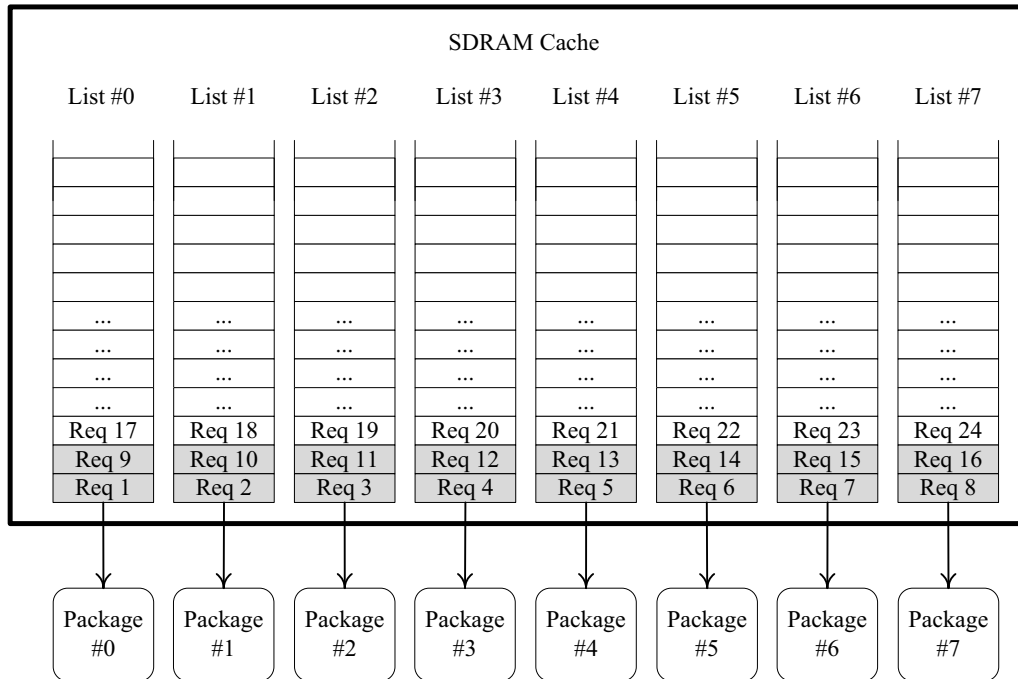 SDRAM Cache
List #0 List #1 List #2 List #3 List #4 List #5 List #6 List #7
... ... ... ... ... ... ... ...
... ... ... ... ... ... ... ...
... ... ... ... ... ... ... ...
... ... ... ... ... ... ... ...
Req 17 Req 18 Req 19 Req 20 Req 21 Req 22 Req 23 Req 24
Req 9 Req 10 Req 11 Req 12 Req 13 Req 14 Req 15 Req 16
Req 1 Req 2 Req 3 Req 4 Req 5 Req 6 Req 7 Req 8
Package Package Package Package Package Package Package Package
#0 #1 #2 #3 #4 #5 #6 #7